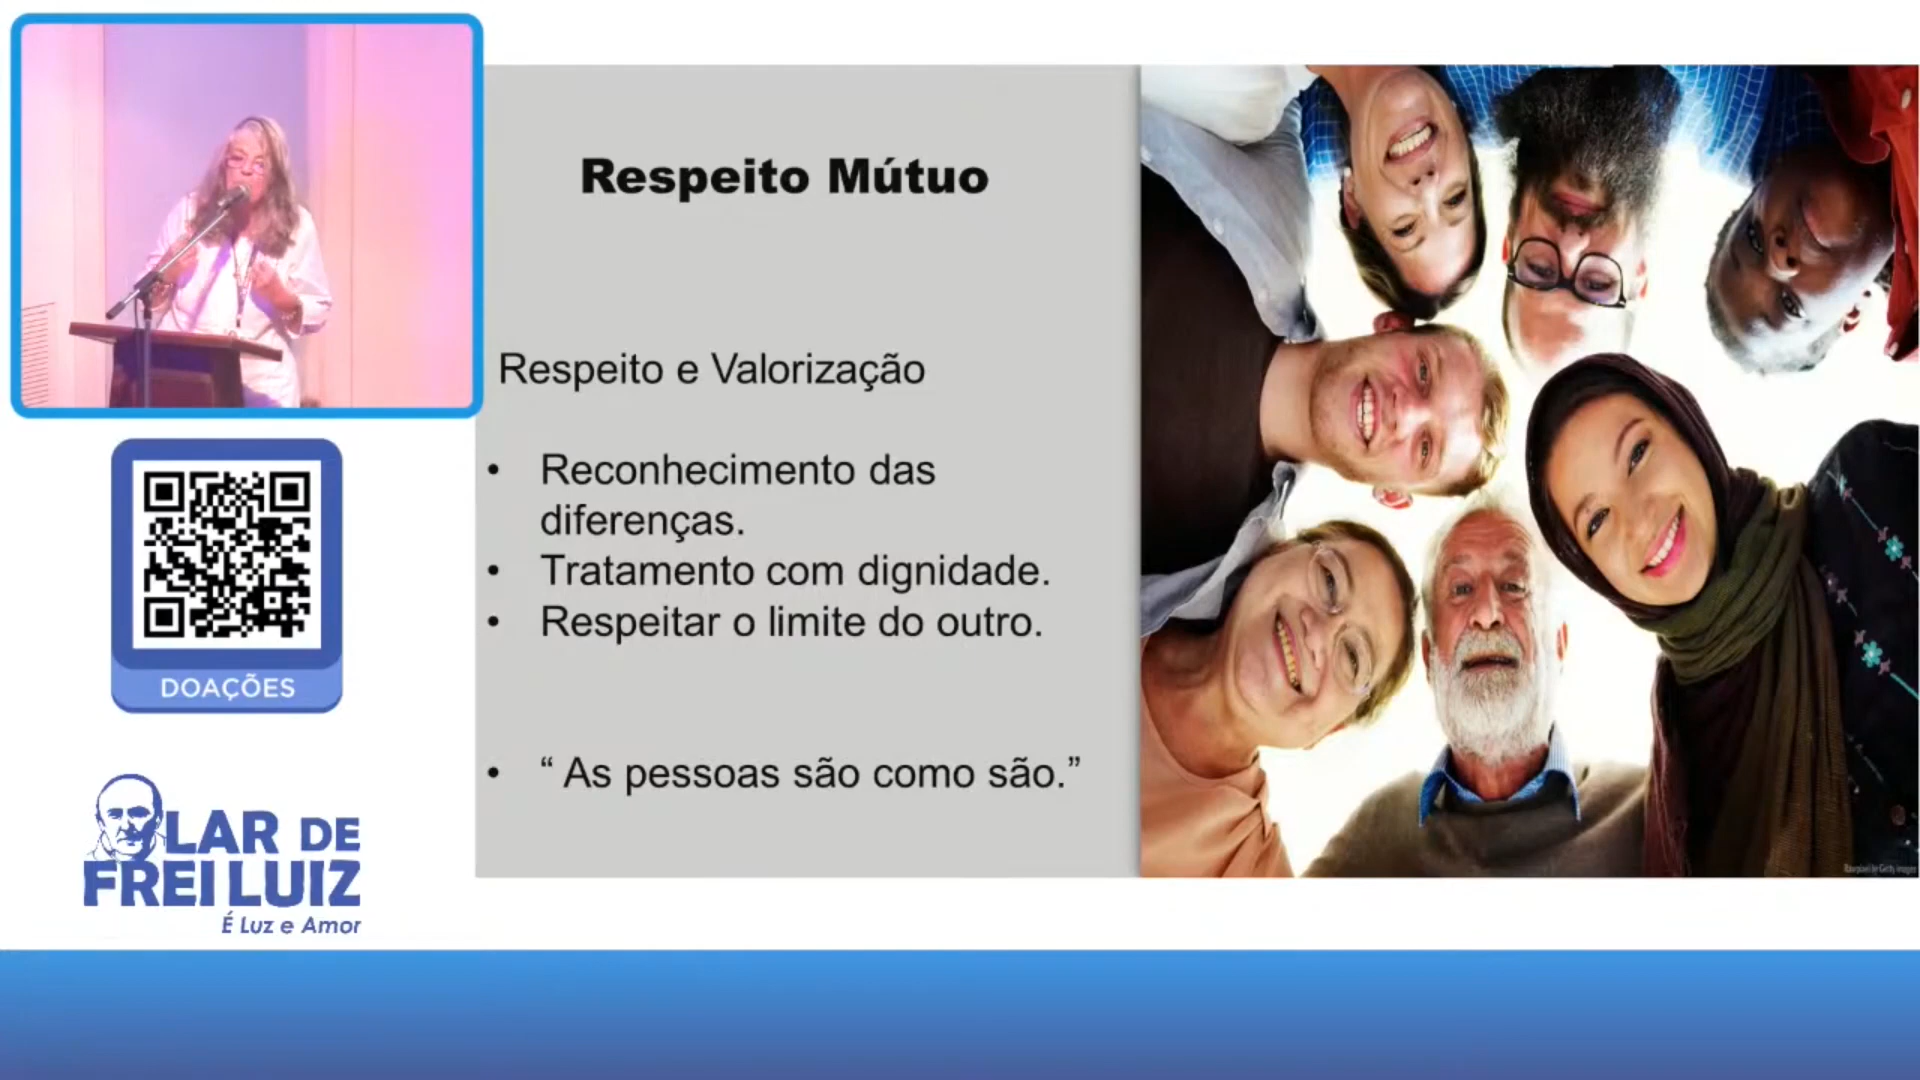 Respeito Mútuo
Respeito e Valorização
• Reconhecimento das
diferenças.
• Tratamento com dignidade.
• Respeitar o limite do outro.
• “ As pessoas são como são.”
DOAÇÕES
LAR DE
FREI LUIZ
É Luz e Amor